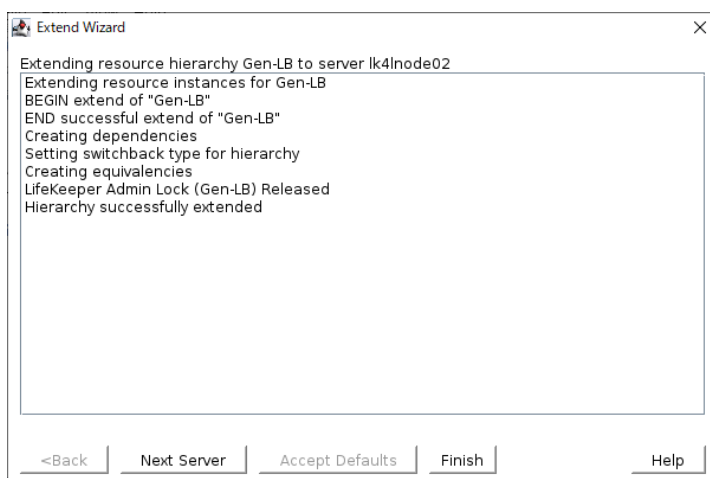 Extend Wizard
Extending resource hierarchy Gen-LB to server lk4lnode02
Extending resource instances for Gen-LB
BEGIN extend of "Gen-LB"
END successful extend of "Gen-LB"
Creating dependencies
Setting switchback type for hierarchy
Creating equivalencies
LifeKeeper Admin Lock (Gen-LB) Released
Hierarchy successfully extended
<Back Next Server Accept Defaults Finish Help